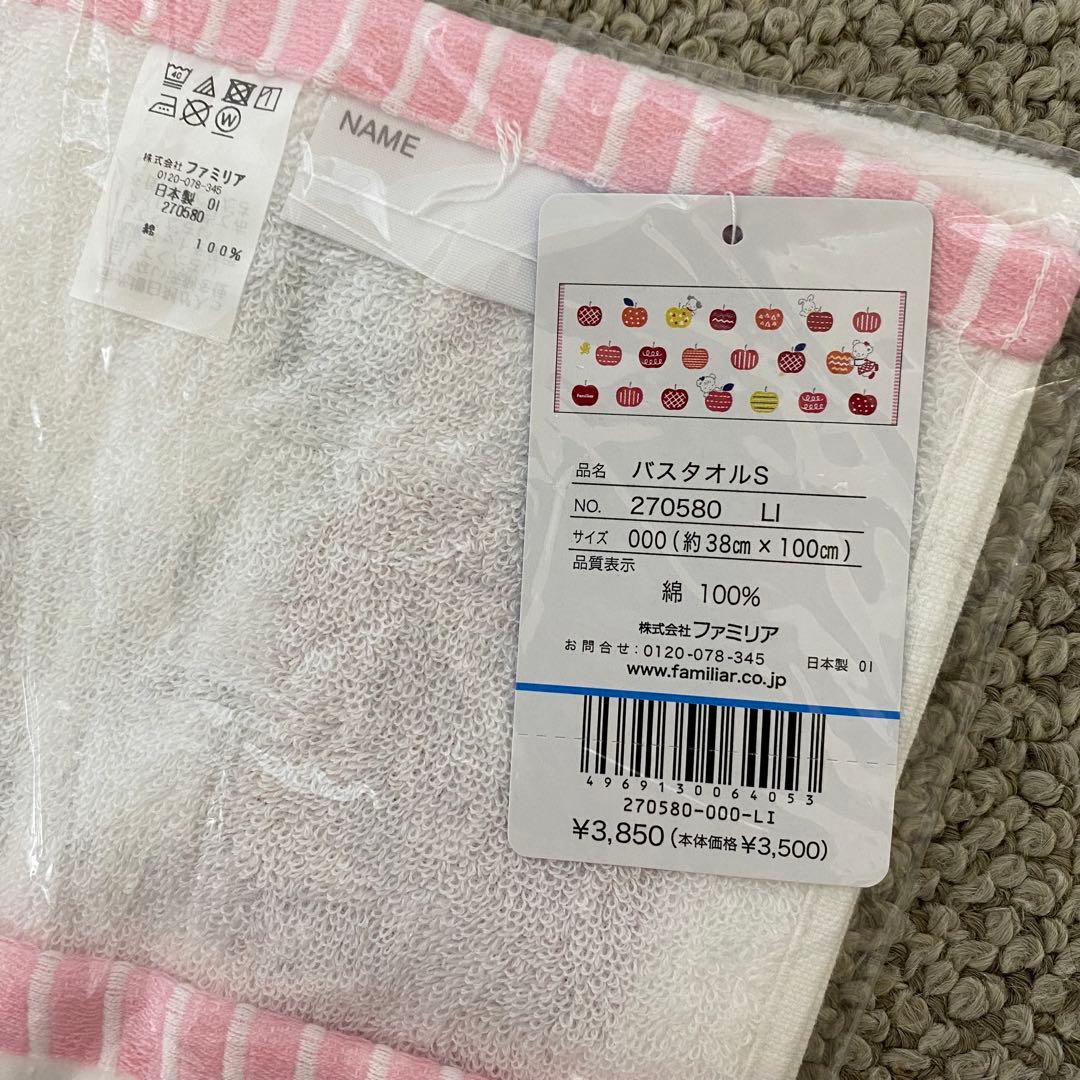 40
W
株式会社 ファミリア
0120-078-345
日本製 01
270580
綿 100%
NAME
Familiar
品名 バスタオルS
NO. 270580 LI
サイズ 000(約38㎝×100㎝)
品質表示
綿 100%
株式会社ファミリア
お問合せ:0120-078-345 日本製 01
www.familiar.co.jp
4969130064053
270580-000-LI
¥3,850(本体価格¥3,500)